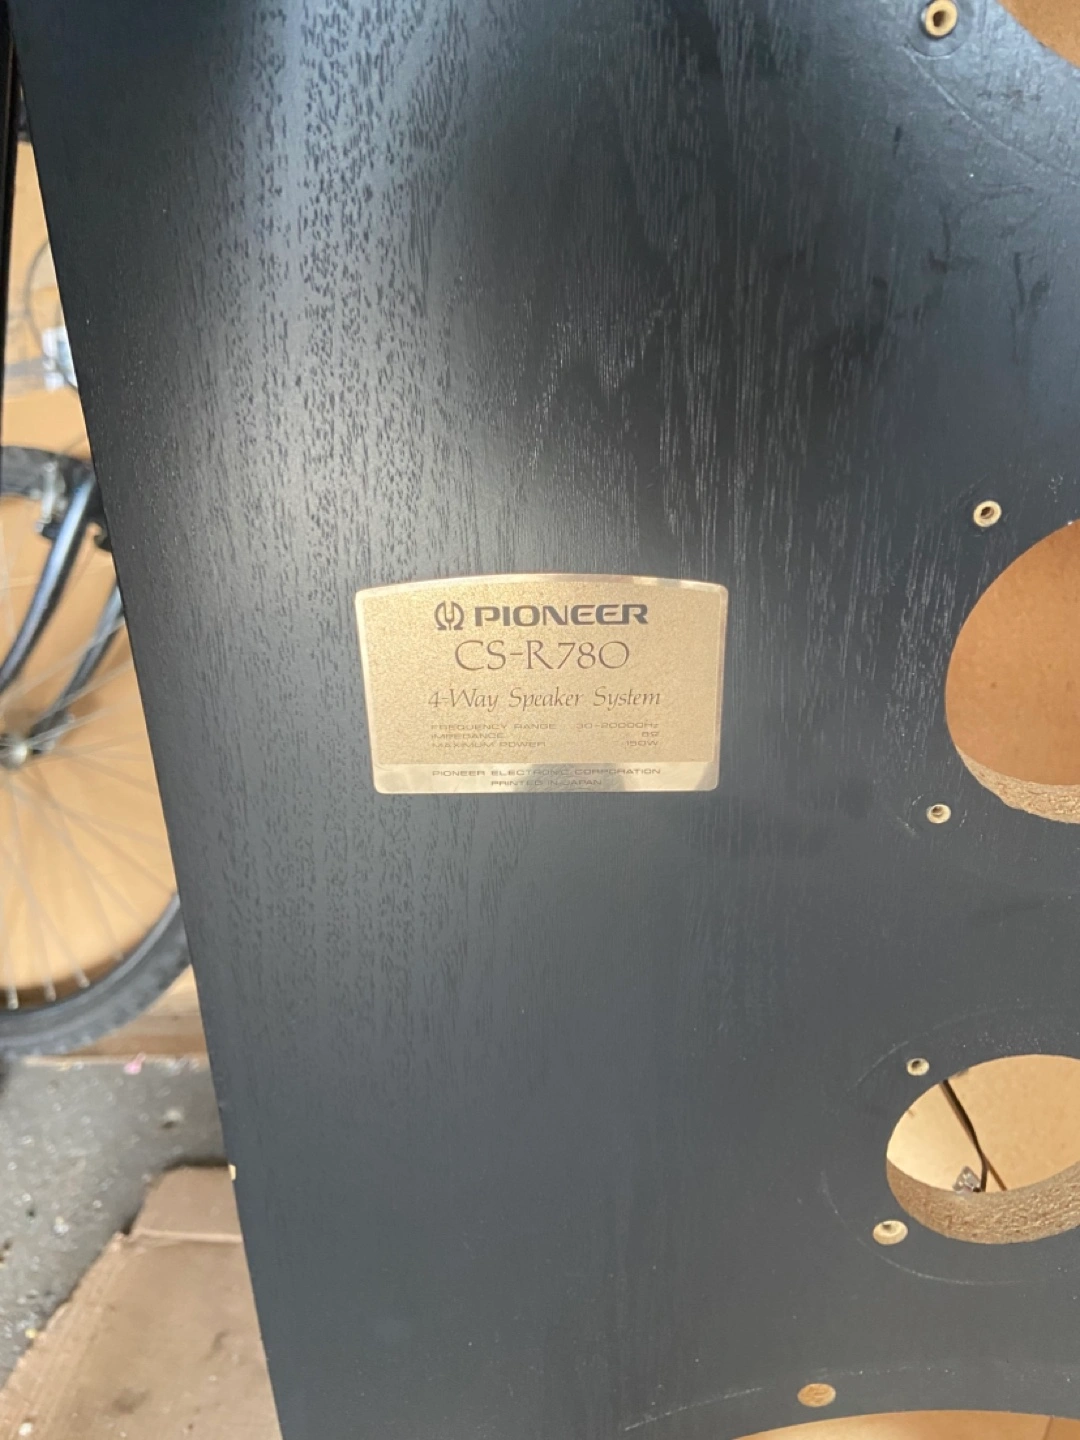 PIONEER
CS-R780
4-Way Speaker System
FREQUENCY RANGE 30-20000Hz
IMPEDANCE 8Ω
MAXIMUM POWER 150W
PIONEER ELECTRONIC CORPORATION
PRINTED IN JAPAN